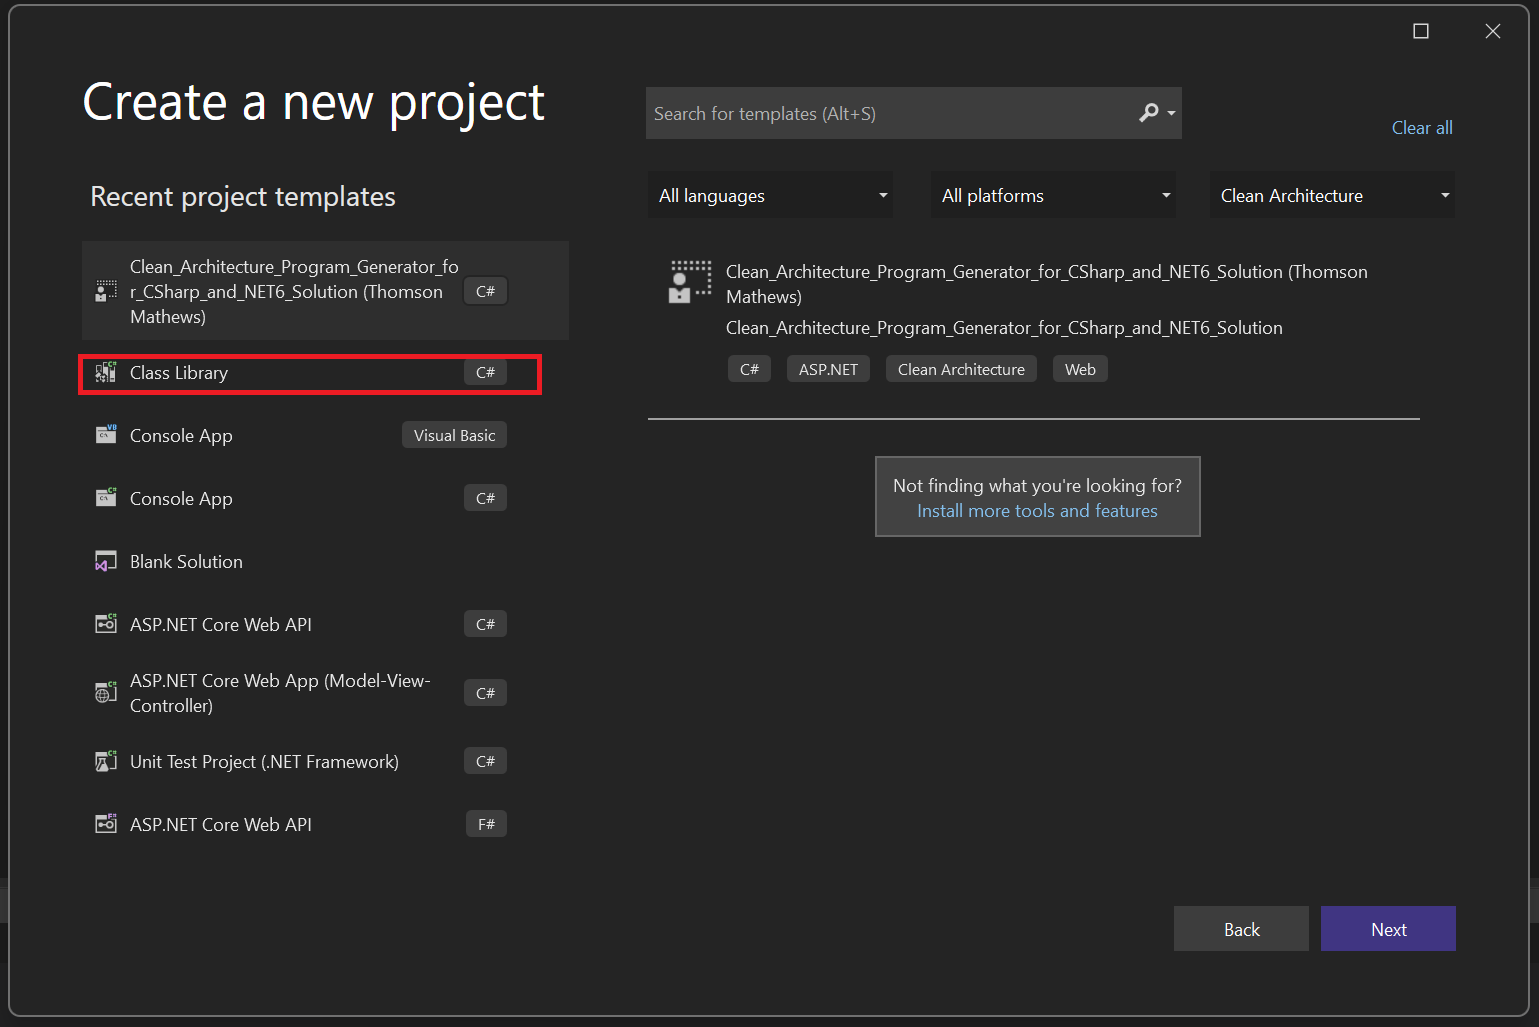 Create a new project
Search for templates (Alt+S)
Clear all
Recent project templates
All languages
All platforms
Clean Architecture
Clean_Architecture_Program_Generator_fo
r_CSharp_and_NET6_Solution (Thomson
Mathews)
C#
Class Library
C#
Console App
Visual Basic
Console App
C#
Blank Solution
ASP.NET Core Web API
C#
ASP.NET Core Web App (Model-View-
Controller)
C#
Unit Test Project (.NET Framework)
C#
ASP.NET Core Web API
F#
Clean_Architecture_Program_Generator_for_CSharp_and_NET6_Solution (Thomson
Mathews)
Clean_Architecture_Program_Generator_for_CSharp_and_NET6_Solution
C#
ASP.NET
Clean Architecture
Web
Not finding what you're looking for?
Install more tools and features
Back
Next